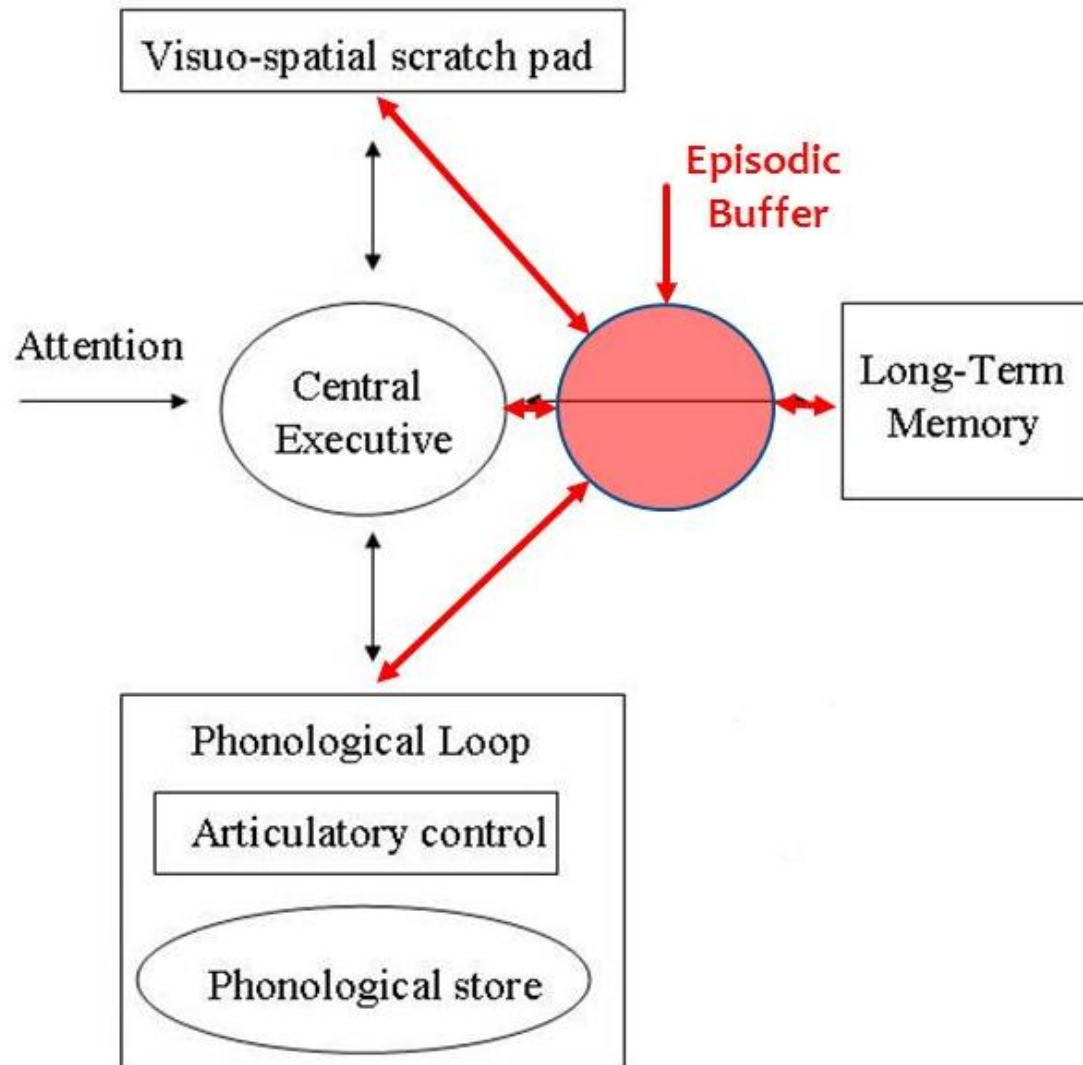 Visuo-spatial scratch pad
Episodic
Buffer
Attention
Central
Executive
Long-Term
Memory
Phonological Loop
Articulatory control
Phonological store